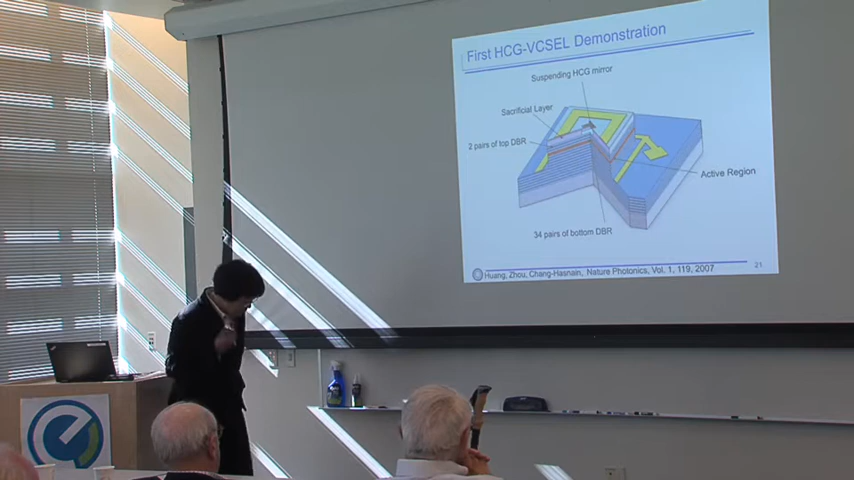 First HCG-VCSEL Demonstration
Suspending HCG mirror
Sacrificial Layer
2 pairs of top DBR
Active Region
34 pairs of bottom DBR
Huang, Zhou, Chang-Hasnain, Nature Photonics, Vol. 1, 119, 2007
21